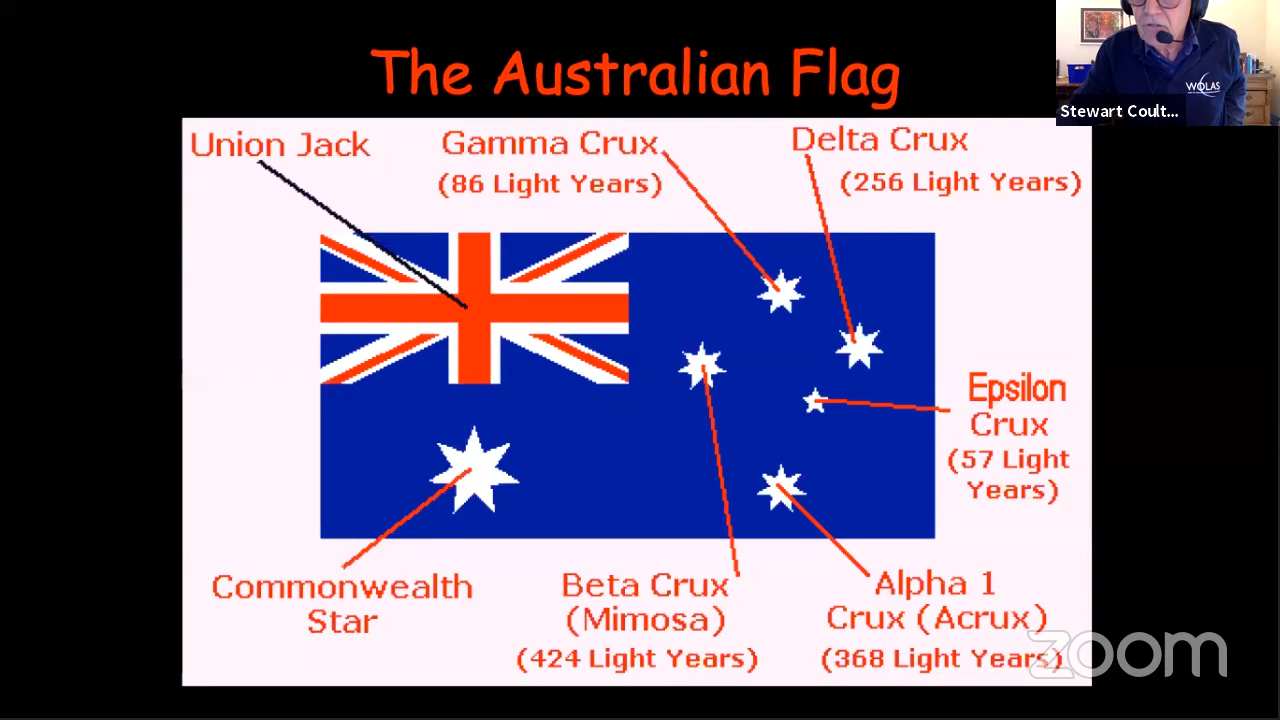 The Australian Flag
WOLAS
Stewart Coult...
Union Jack
Gamma Crux
(86 Light Years)
Delta Crux
(256 Light Years)
Epsilon
Crux
(57 Light
Years)
Commonwealth
Star
Beta Crux
(Mimosa)
(424 Light Years)
Alpha 1
Crux (Acrux)
(368 Light Years)
zoom